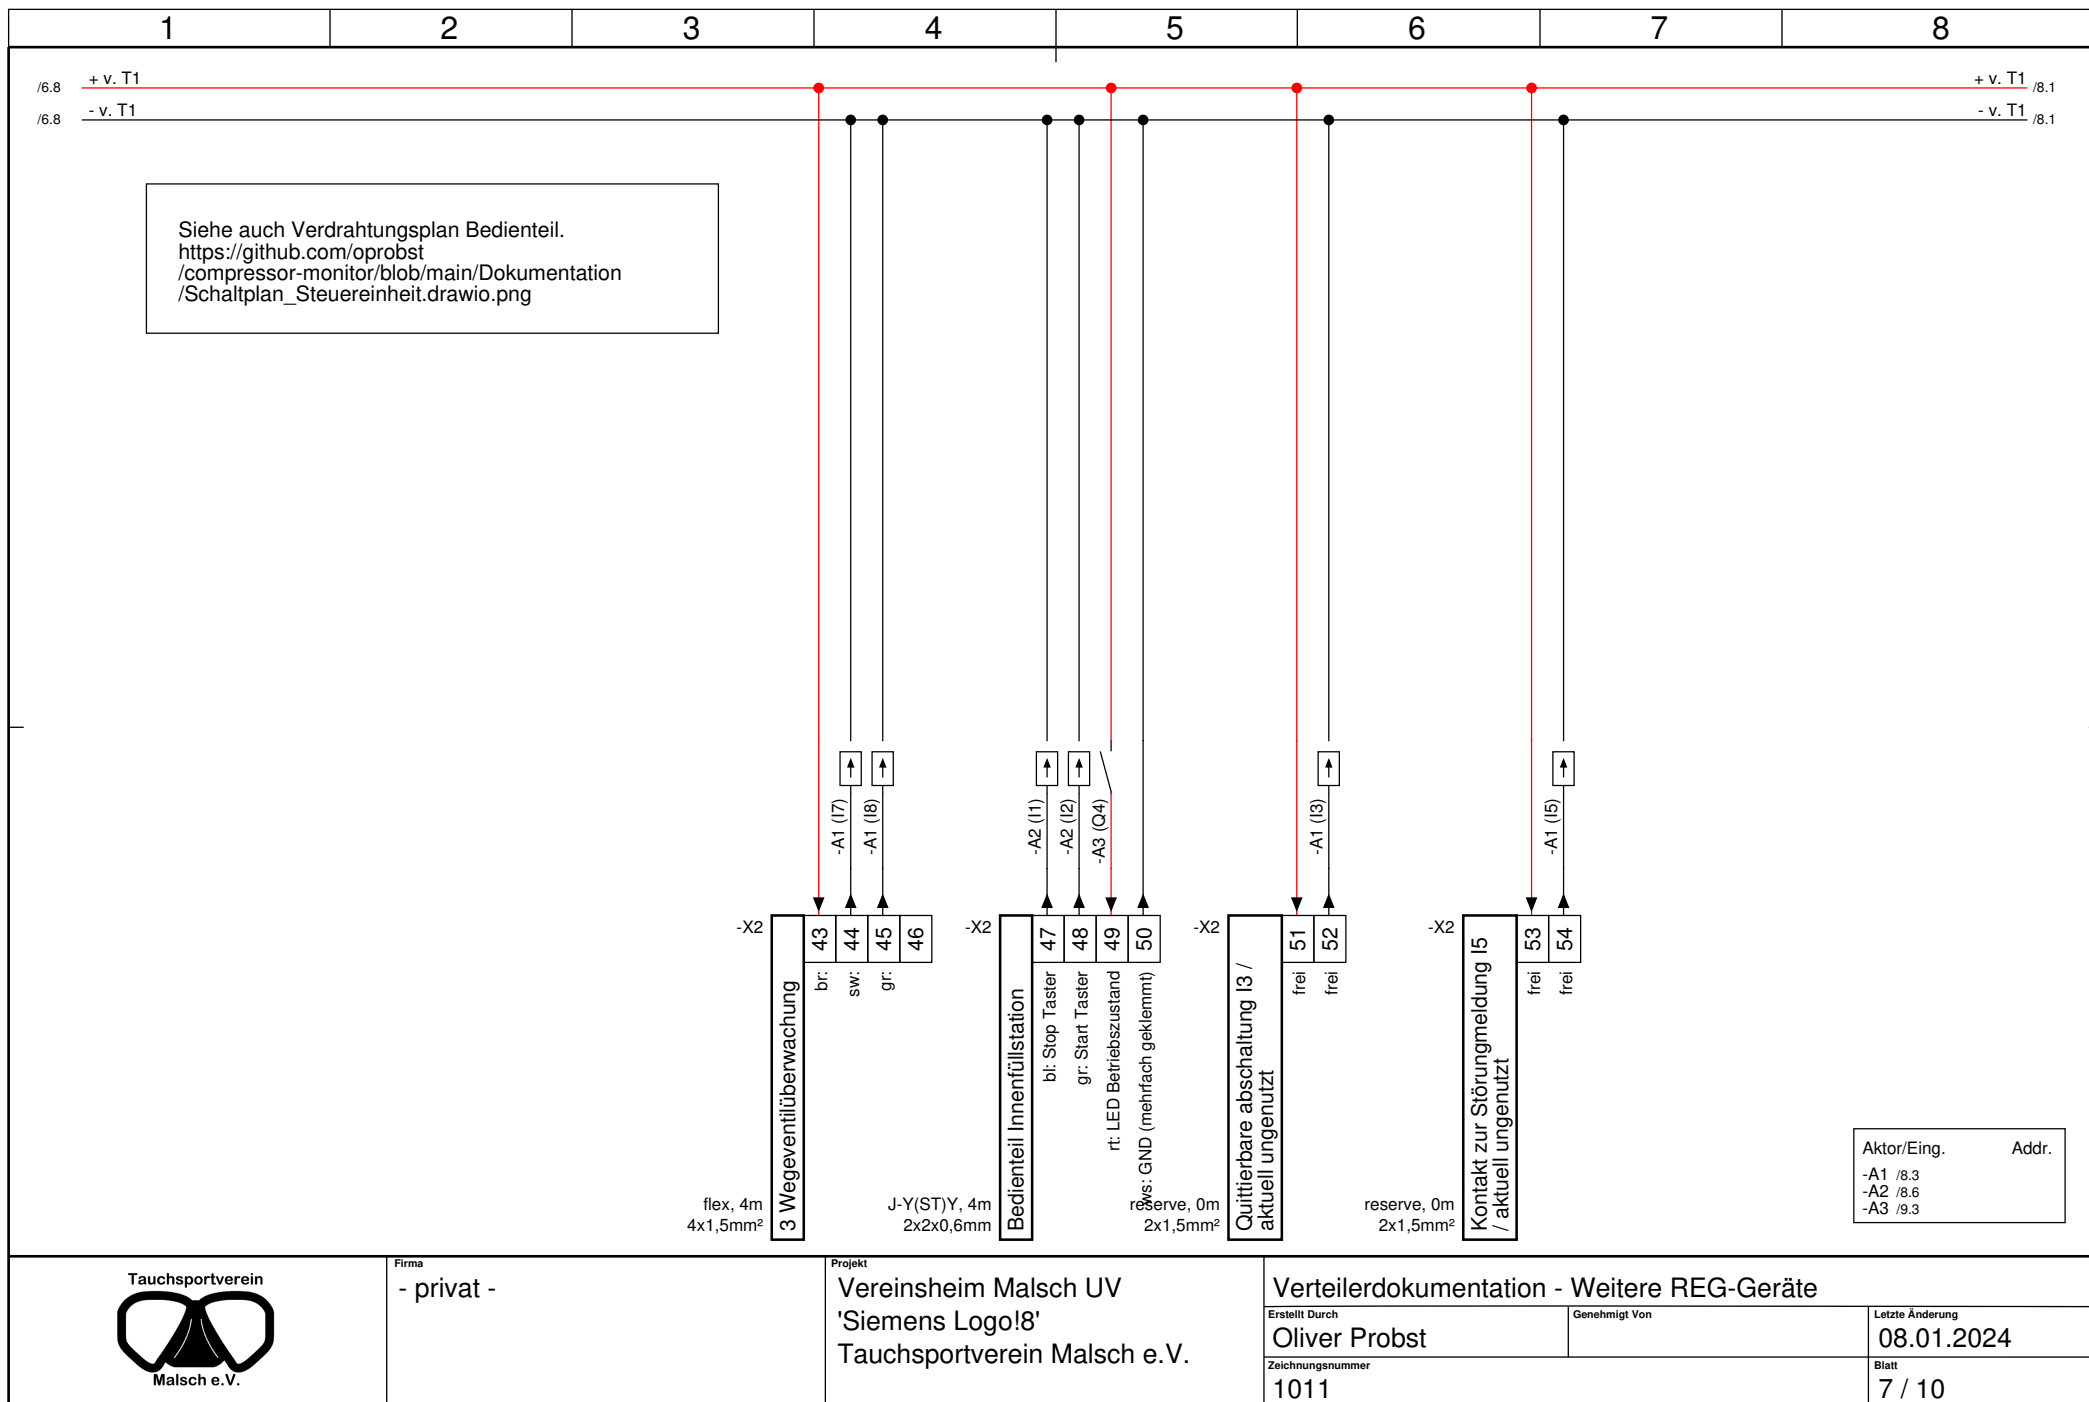 1 2 3 4 5 6 7 8
/6.8 + v. T1 + v. T1 /8.1
/6.8 - v. T1 - v. T1 /8.1
Siehe auch Verdrahtungsplan Bedienteil.
https://github.com/oprobst
/compressor-monitor/blob/main/Dokumentation
/Schaltplan_Steuereinheit.drawio.png
-A1 (I7)
-A1 (I8)
-A2 (I1)
-A2 (I2)
-A3 (Q4)
-A1 (I3)
-A1 (I5)
-X2
3 Wegeventilüberwachung
43 44 45 46
br:
sw:
gr:
flex, 4m
4x1,5mm²
-X2
Bedienteil Innenfüllstation
47 48 49 50
bl: Stop Taster
gr: Start Taster
rt: LED Betriebszustand
ws: GND (mehrfach geklemmt)
J-Y(ST)Y, 4m
2x2x0,6mm
-X2
Quittierbare abschaltung I3 /
aktuell ungenutzt
51 52
frei
frei
reserve, 0m
2x1,5mm²
-X2
Kontakt zur Störungmeldung I5
/ aktuell ungenutzt
53 54
frei
frei
reserve, 0m
2x1,5mm²
Aktor/Eing. Addr.
-A1 /8.3
-A2 /8.6
-A3 /9.3
Tauchsportverein
Malsch e.V.
Firma
- privat -
Projekt
Vereinsheim Malsch UV
'Siemens Logo!8'
Tauchsportverein Malsch e.V.
Verteilerdokumentation - Weitere REG-Geräte
Erstellt Durch
Oliver Probst
Genehmigt Von
Letzte Änderung
08.01.2024
Zeichnungsnummer
1011
Blatt
7 / 10